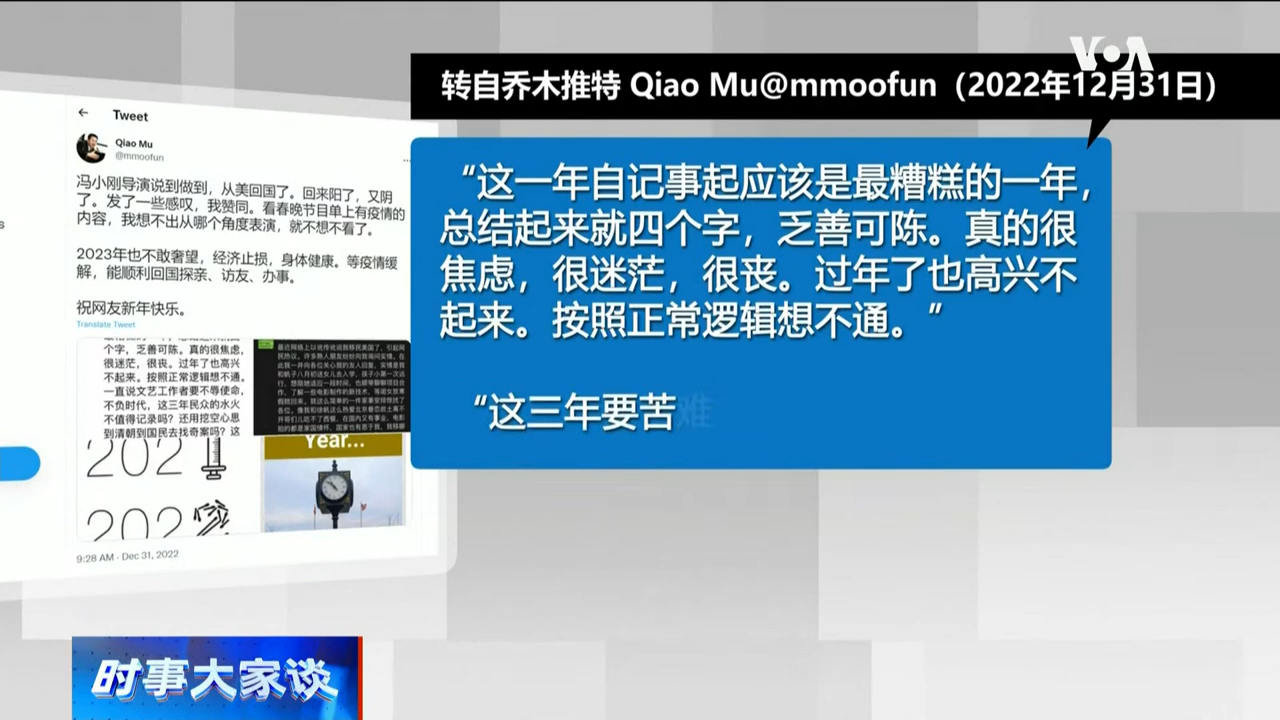 VOA
转自乔木推特 Qiao Mu@mmoofun（2022年12月31日）
“这一年自记事起应该是最糟糕的一年，
总结起来就四个字，乏善可陈。真的很
焦虑，很迷茫，很丧。过年了也高兴不
起来。按照正常逻辑想不通。”
“这三年要苦难
Tweet
Qiao Mu
@mmoofun
冯小刚导演说到做到，从美回国了。回来阳了，又阴
了。发了一些感叹，我赞同。看春晚节目单上有疫情的
内容，我想不出从哪个角度表演，就不想不看了。
2023年也不敢奢望，经济止损，身体健康。等疫情缓
解，能顺利回国探亲、访友、办事。
祝网友新年快乐。
Translate Tweet
个字，乏善可陈。真的很焦虑，
很迷茫，很丧。过年了也高兴
不起来。按照正常逻辑想不通。
一直说文艺工作者要不辱使命，
不负时代，这三年民众的水火
不值得记录吗？还用挖空心思
到清朝到国民去找奇案吗？这
202
202
Year...
9:28 AM · Dec 31, 2022
时事大家谈